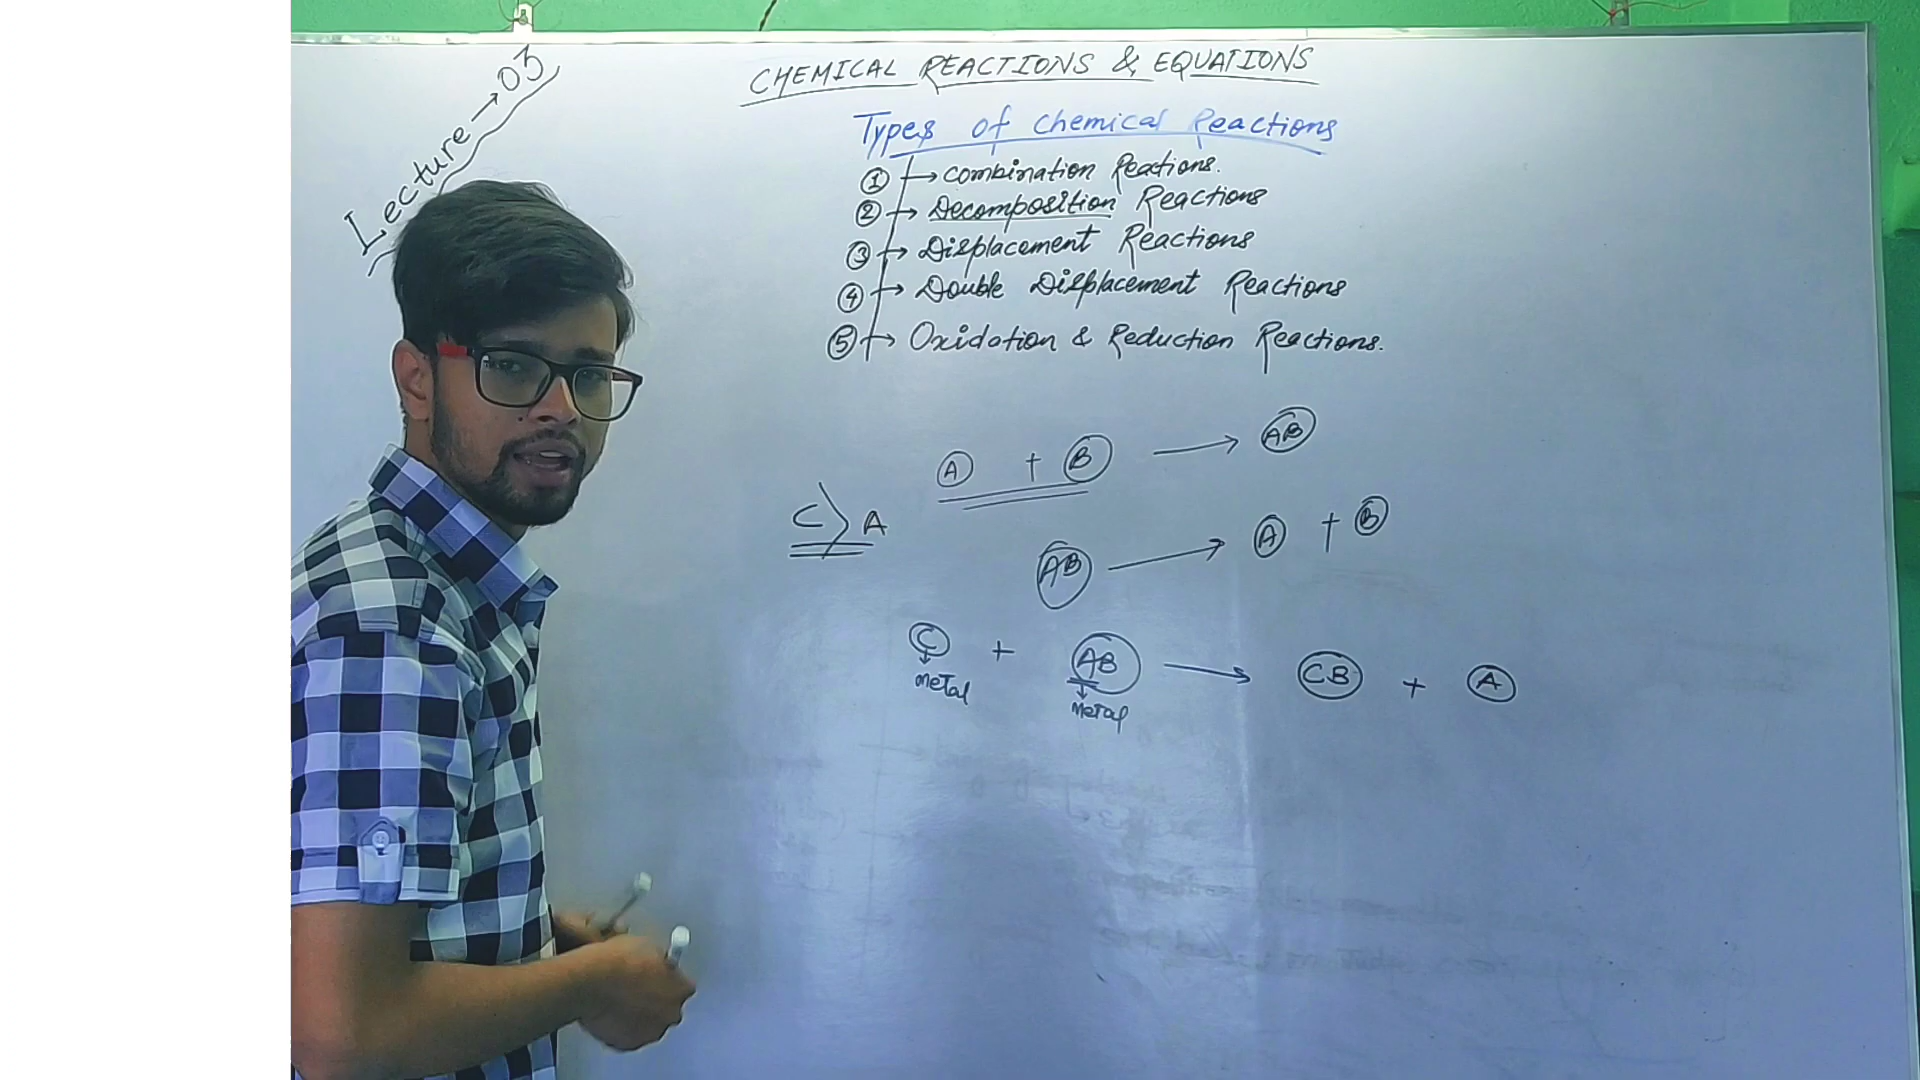 Lecture → 03
CHEMICAL REACTIONS & EQUATIONS
Types of Chemical Reactions
① → Combination Reactions.
② → Decomposition Reactions
③ → Displacement Reactions
④ → Double Displacement Reactions
⑤ → Oxidation & Reduction Reactions.
A + B → AB
C > A
AB → A + B
C + AB → CB + A
metal metal